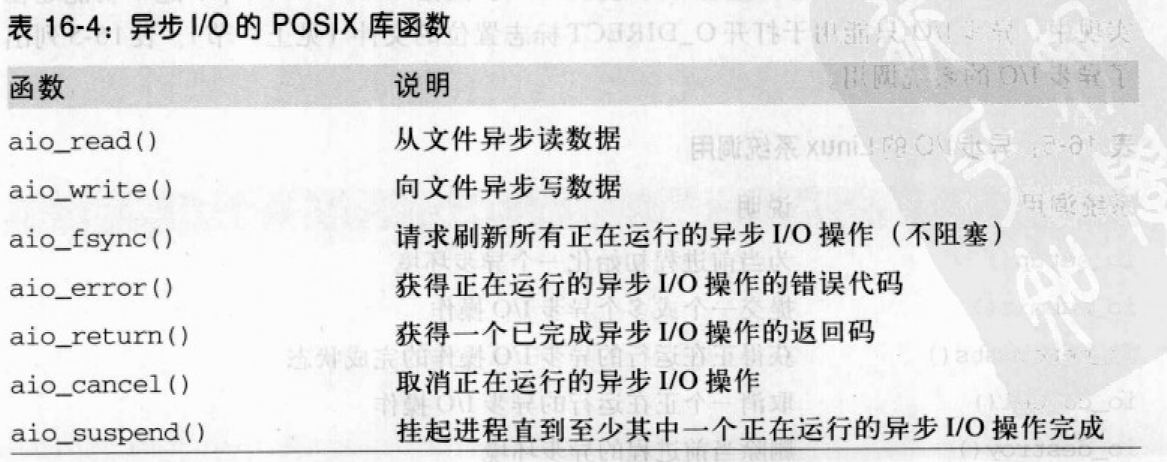 表 16-4：异步 I/O 的 POSIX 库函数
函数 说明
aio_read() 从文件异步读数据
aio_write() 向文件异步写数据
aio_fsync() 请求刷新所有正在运行的异步 I/O 操作（不阻塞）
aio_error() 获得正在运行的异步 I/O 操作的错误代码
aio_return() 获得一个已完成异步 I/O 操作的返回码
aio_cancel() 取消正在运行的异步 I/O 操作
aio_suspend() 挂起进程直到至少其中一个正在运行的异步 I/O 操作完成